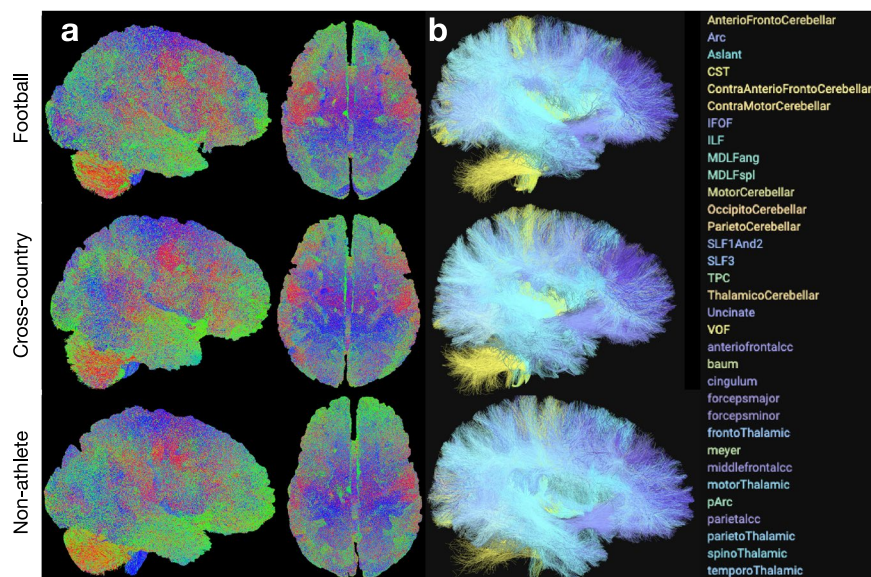 a
b
Football
Cross-country
Non-athlete
AnterioFrontoCerebellar
Arc
Aslant
CST
ContraAnterioFrontoCerebellar
ContraMotorCerebellar
IFOF
ILF
MDLFang
MDLFspl
MotorCerebellar
OccipitoCerebellar
ParietoCerebellar
SLF1And2
SLF3
TPC
ThalamicoCerebellar
Uncinate
VOF
anteriofrontalcc
baum
cingulum
forcepsmajor
forcepsminor
frontoThalamic
meyer
middlefrontalcc
motorThalamic
pArc
parietalcc
parietoThalamic
spinoThalamic
temporoThalamic